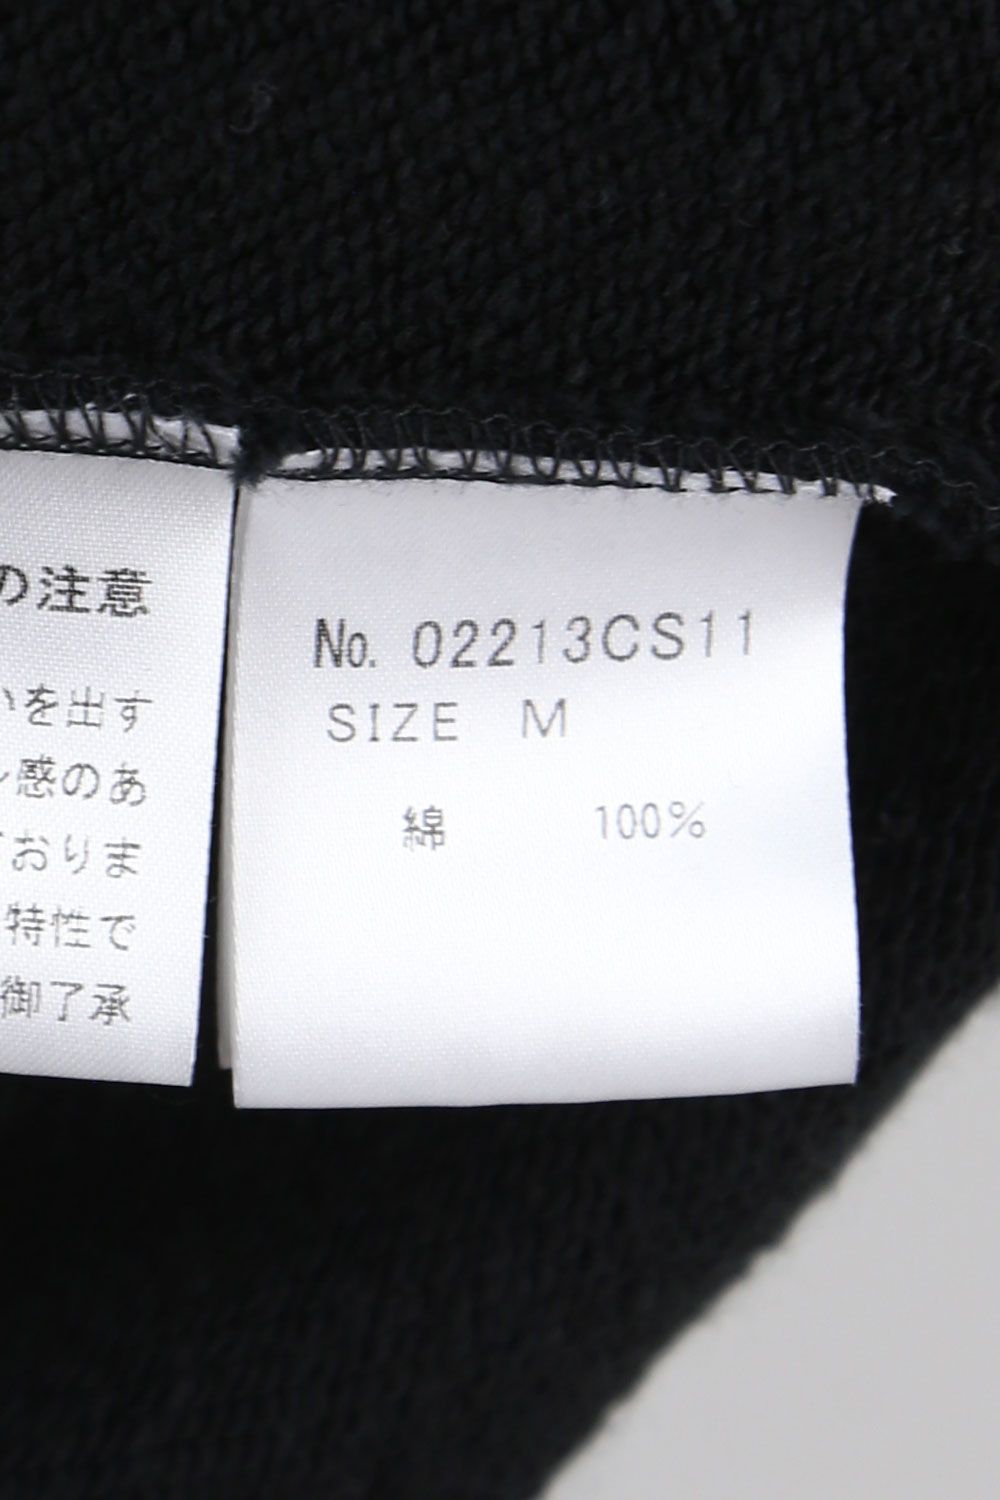 の注意
いを出す
感のあ
ておりま
特性で
御了承
No. 02213CS11
SIZE M
綿 100%